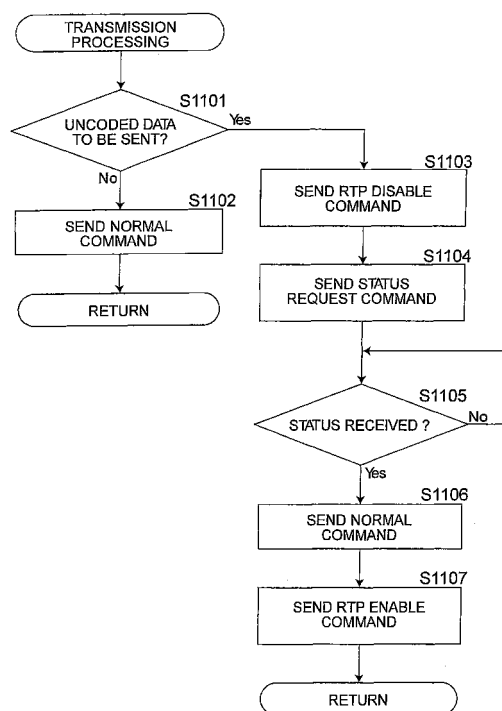 TRANSMISSION
PROCESSING
S1101
UNCODED DATA
TO BE SENT?
Yes
No
S1102
SEND NORMAL
COMMAND
RETURN
S1103
SEND RTP DISABLE
COMMAND
S1104
SEND STATUS
REQUEST COMMAND
S1105
STATUS RECEIVED ?
No
Yes
S1106
SEND NORMAL
COMMAND
S1107
SEND RTP ENABLE
COMMAND
RETURN